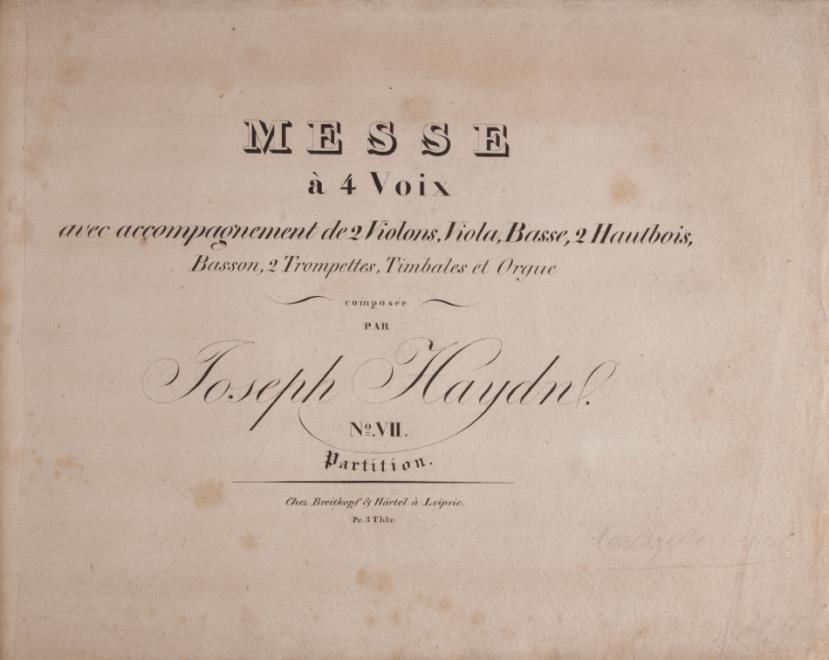 MESSE
à 4 Voix
avec accompagnement de 2 Violons, Viola, Basse, 2 Hautbois,
Basson, 2 Trompettes, Timbales et Orgue
composée
PAR
Joseph Haydn.
No. VII.
Partition.
Chez Breitkopf & Härtel à Leipsic.
Pr. 3 Thlr.